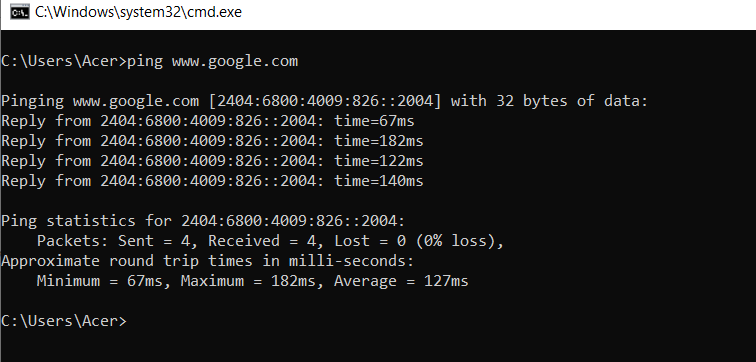 C:\Windows\system32\cmd.exe
C:\Users\Acer>ping www.google.com
Pinging www.google.com [2404:6800:4009:826::2004] with 32 bytes of data:
Reply from 2404:6800:4009:826::2004: time=67ms
Reply from 2404:6800:4009:826::2004: time=182ms
Reply from 2404:6800:4009:826::2004: time=122ms
Reply from 2404:6800:4009:826::2004: time=140ms
Ping statistics for 2404:6800:4009:826::2004:
    Packets: Sent = 4, Received = 4, Lost = 0 (0% loss),
Approximate round trip times in milli-seconds:
    Minimum = 67ms, Maximum = 182ms, Average = 127ms
C:\Users\Acer>